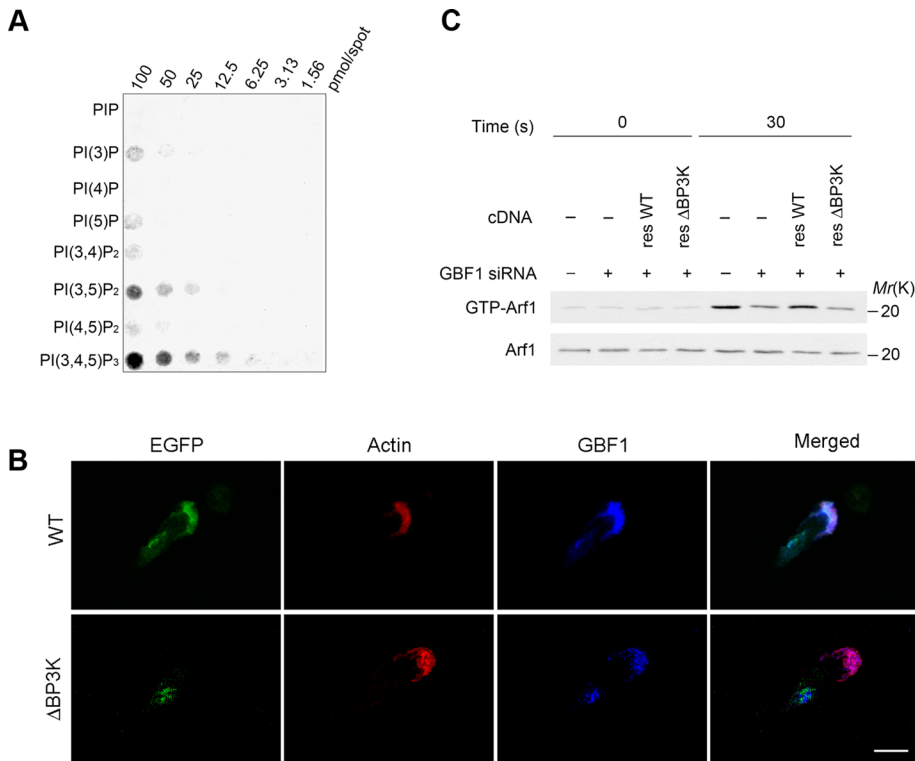 A
100 50 25 12.5 6.25 3.13 1.56 pmol/spot
PIP
PI(3)P
PI(4)P
PI(5)P
PI(3,4)P2
PI(3,5)P2
PI(4,5)P2
PI(3,4,5)P3
C
Time (s) 0 30
cDNA – – res WT res ΔBP3K – – res WT res ΔBP3K
GBF1 siRNA – + + + – + + +
Mr(K)
GTP-Arf1 –20
Arf1 –20
B
EGFP Actin GBF1 Merged
WT
ΔBP3K